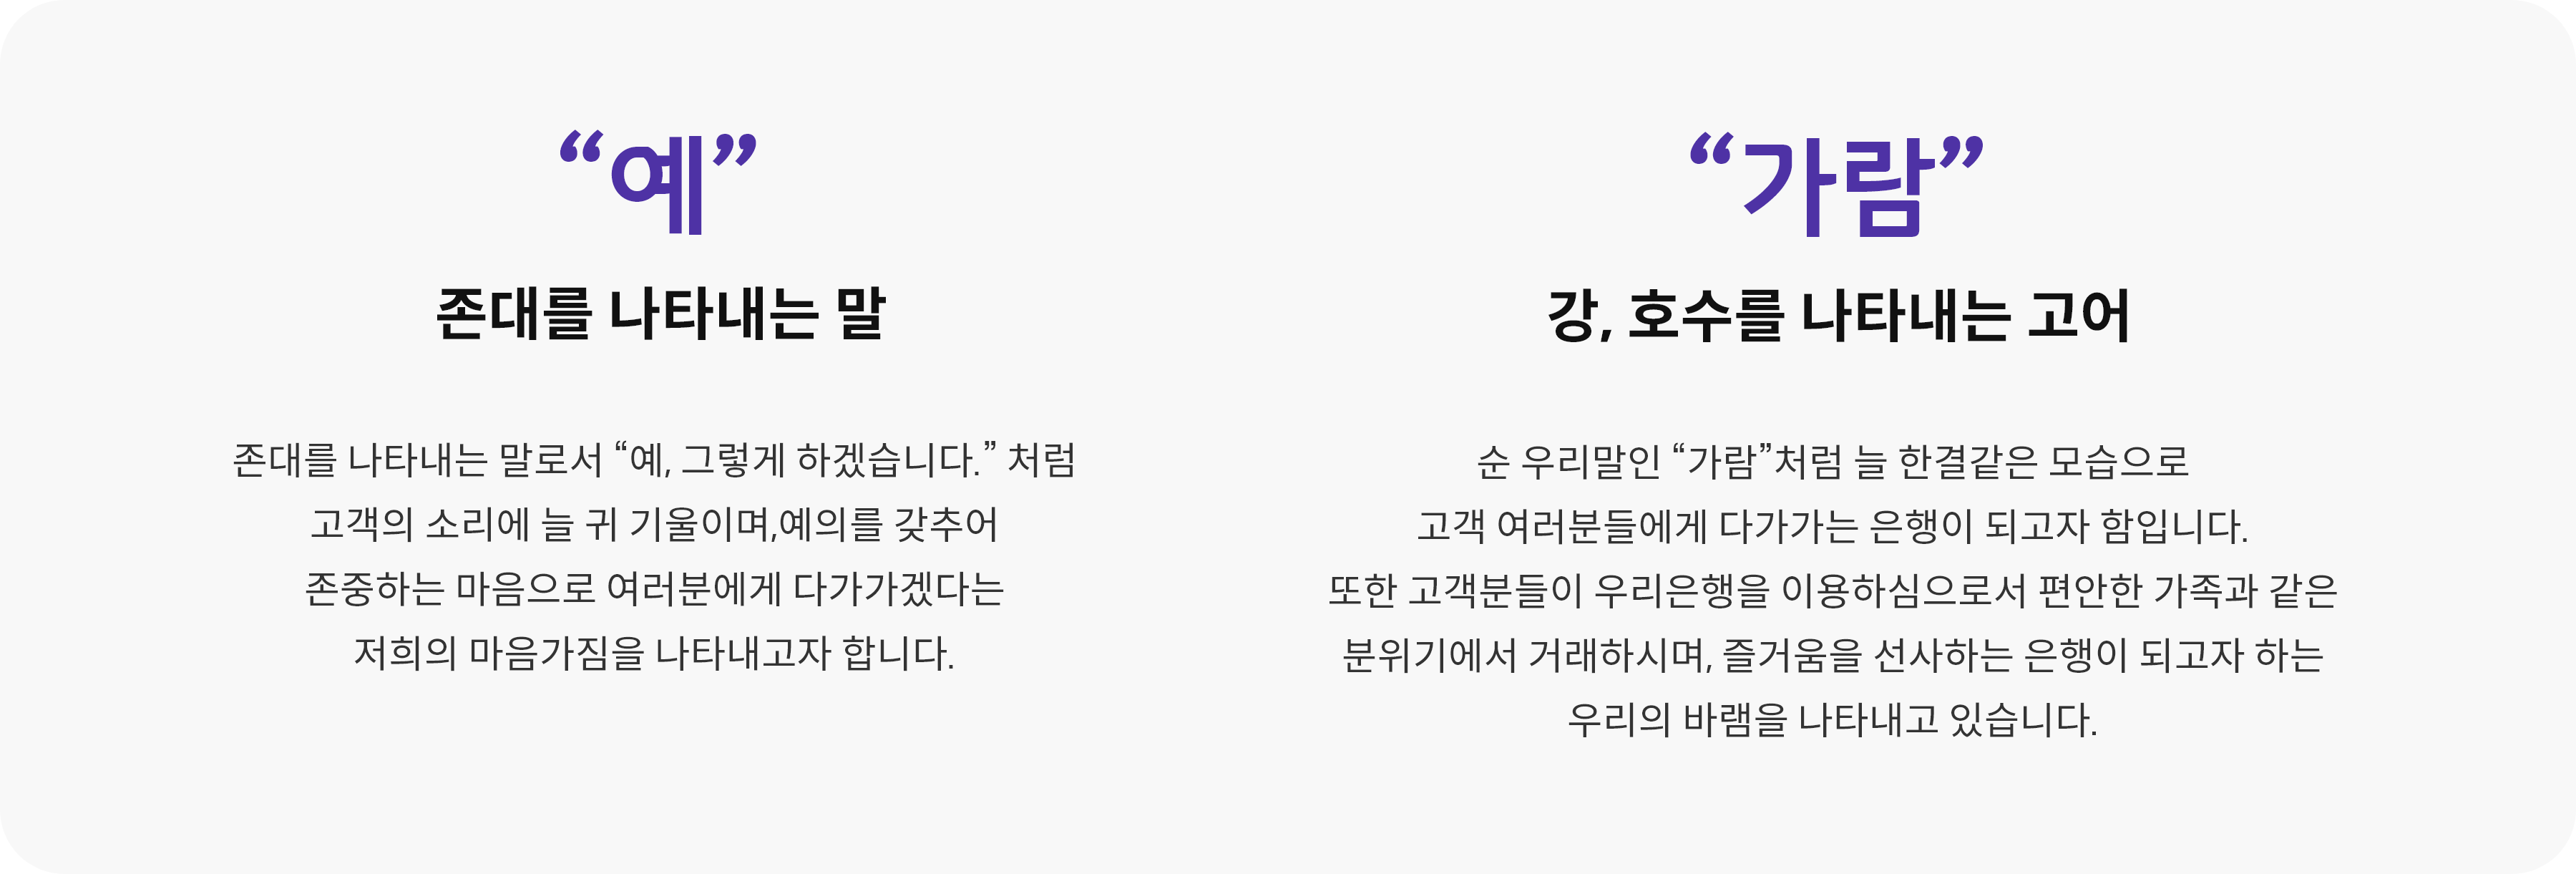 “예”
존대를 나타내는 말
존대를 나타내는 말로서 “예, 그렇게 하겠습니다.” 처럼
고객의 소리에 늘 귀 기울이며,예의를 갖추어
존중하는 마음으로 여러분에게 다가가겠다는
저희의 마음가짐을 나타내고자 합니다.
“가람”
강, 호수를 나타내는 고어
순 우리말인 “가람”처럼 늘 한결같은 모습으로
고객 여러분들에게 다가가는 은행이 되고자 함입니다.
또한 고객분들이 우리은행을 이용하심으로서 편안한 가족과 같은
분위기에서 거래하시며, 즐거움을 선사하는 은행이 되고자 하는
우리의 바램을 나타내고 있습니다.